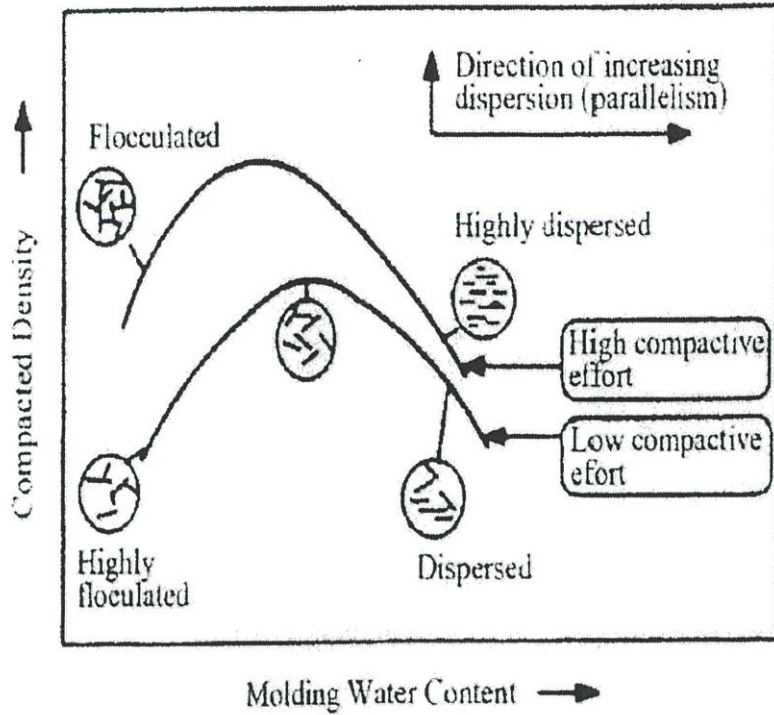 Direction of increasing
dispersion (parallelism)
Flocculated
Highly dispersed
High compactive
effort
Low compactive
efort
Highly
floculated
Dispersed
Compacted Density
Molding Water Content